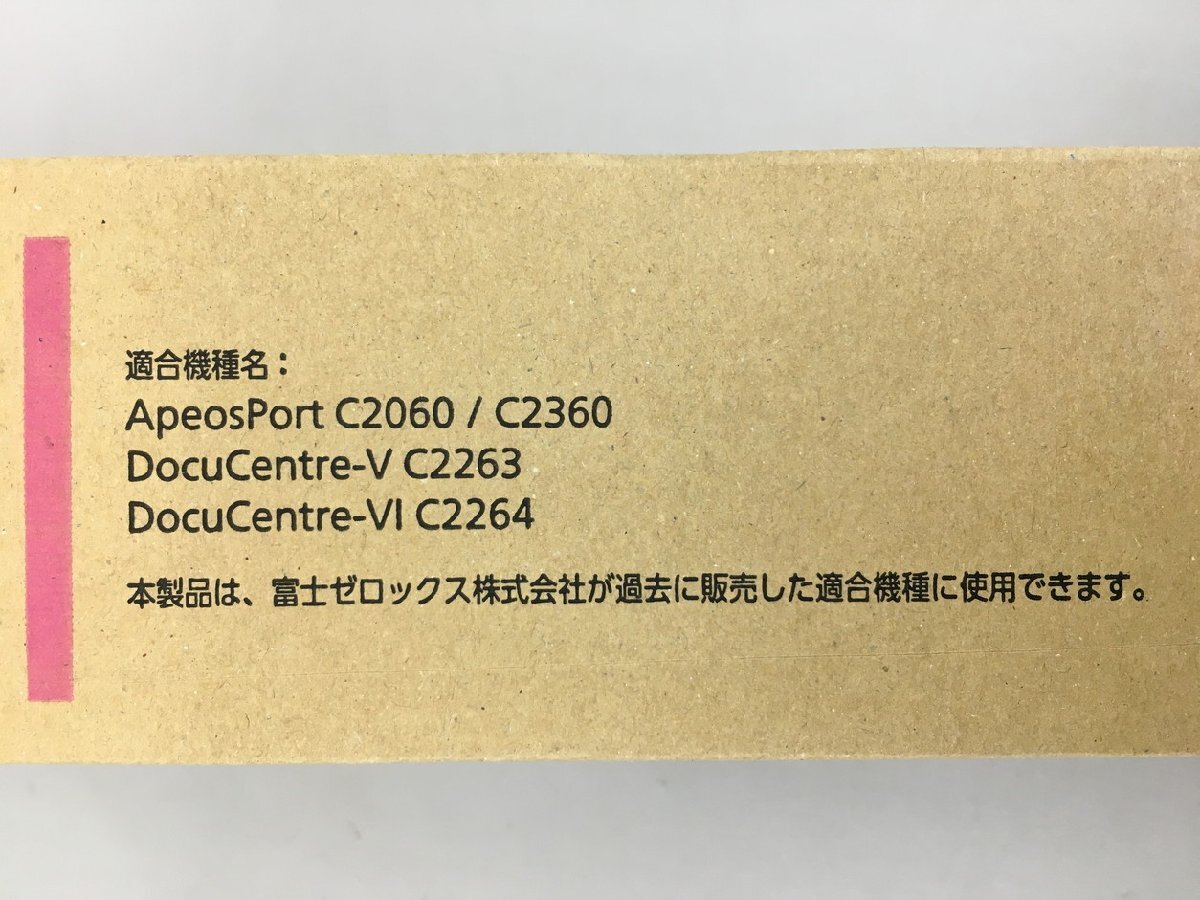 適合機種名：
ApeosPort C2060 / C2360
DocuCentre-V C2263
DocuCentre-VI C2264
本製品は、富士ゼロックス株式会社が過去に販売した適合機種に使用できます。